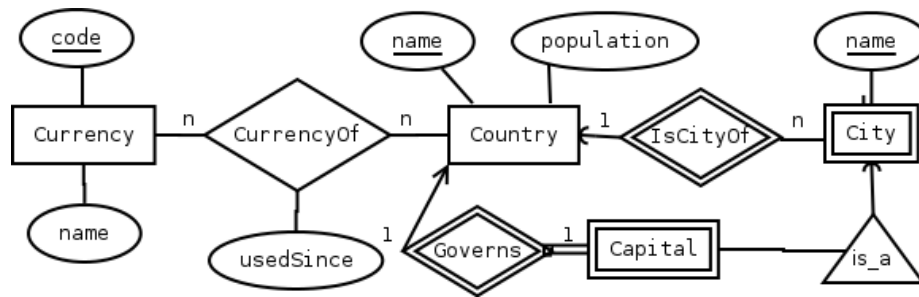 code
name
population
name
n
n
1
n
Currency
CurrencyOf
Country
IsCityOf
City
name
usedSince
1
Governs
1
Capital
is_a